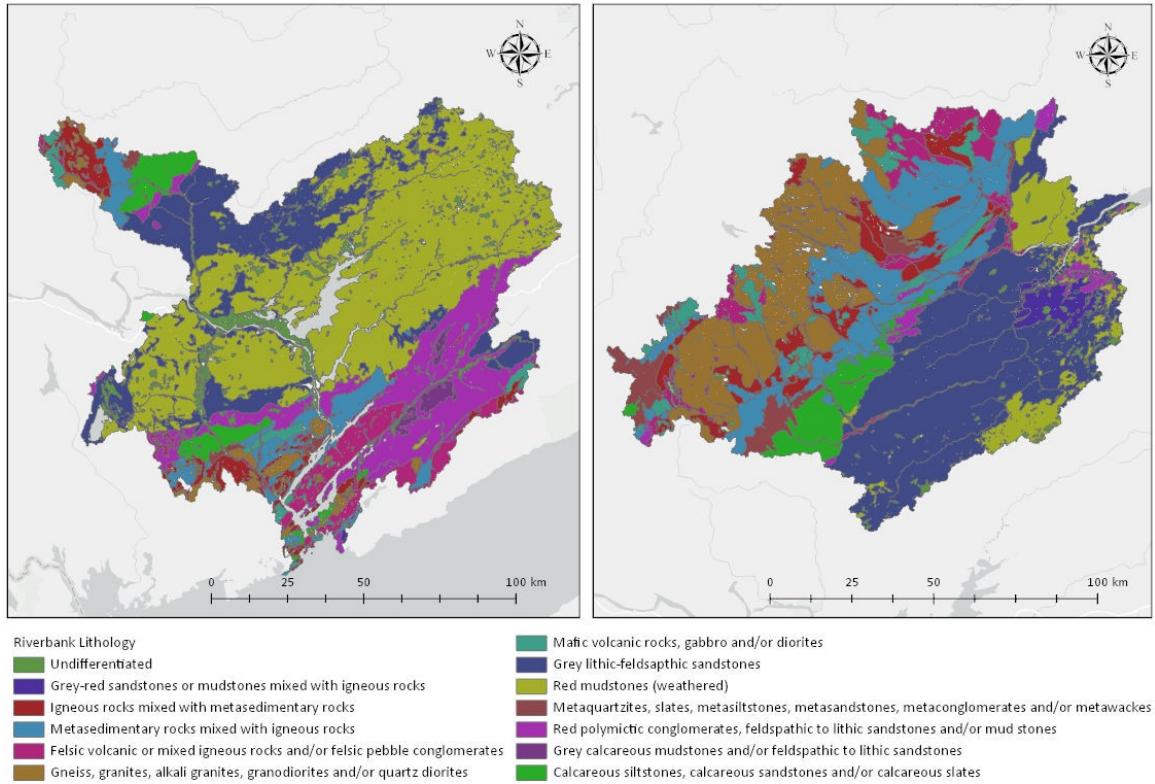 N
W E
S
N
W E
S
0 25 50 100 km
0 25 50 100 km
Riverbank Lithology
Undifferentiated
Grey-red sandstones or mudstones mixed with igneous rocks
Igneous rocks mixed with metasedimentary rocks
Metasedimentary rocks mixed with igneous rocks
Felsic volcanic or mixed igneous rocks and/or felsic pebble conglomerates
Gneiss, granites, alkali granites, granodiorites and/or quartz diorites
Mafic volcanic rocks, gabbro and/or diorites
Grey lithic-feldsapthic sandstones
Red mudstones (weathered)
Metaquartzites, slates, metasiltstones, metasandstones, metaconglomerates and/or metawackes
Red polymictic conglomerates, feldspathic to lithic sandstones and/or mud stones
Grey calcareous mudstones and/or feldspathic to lithic sandstones
Calcareous siltstones, calcareous sandstones and/or calcareous slates